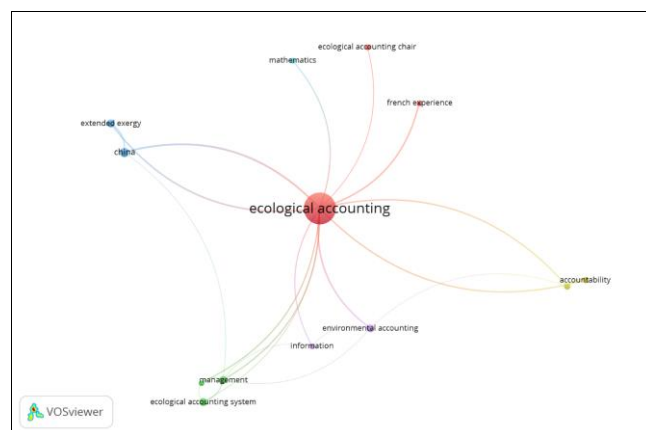 ecological accounting chair
mathematics
french experience
extended exergy
china
ecological accounting
accountability
environmental accounting
information
management
ecological accounting system
VOSviewer